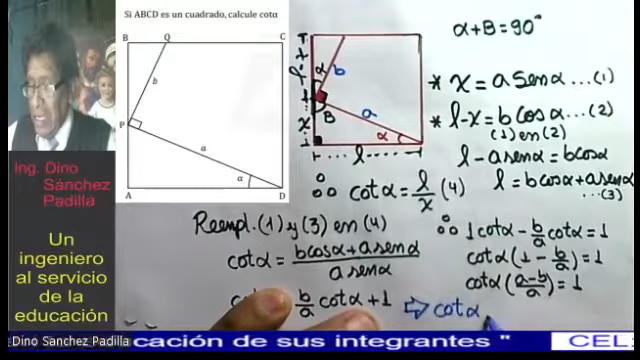 Si ABCD es un cuadrado, calcule cotα
B Q C
b
P
a
α
A D
α
b
a
B
α
x
l
α+B=90°
* x = a Senα ...(1)
* l-x = b Cosα ...(2)
(1) en (2)
l - a senα = b cosα
l = b cosα + a senα
...(3)
∴ cotα = l/x (4)
Reempl. (1) y (3) en (4)
cotα = (b cosα + a senα)/(a senα)
b/a cotα + 1
∴ 1 cotα - b/a cotα = 1
cotα (1 - b/a) = 1
cotα (a-b/a) = 1
⇨ cotα
Ing. Dino
Sánchez
Padilla
Un
ingeniero
al servicio
de la
educación
Dino Sanchez Padilla
cación de sus integrantes "
CEL